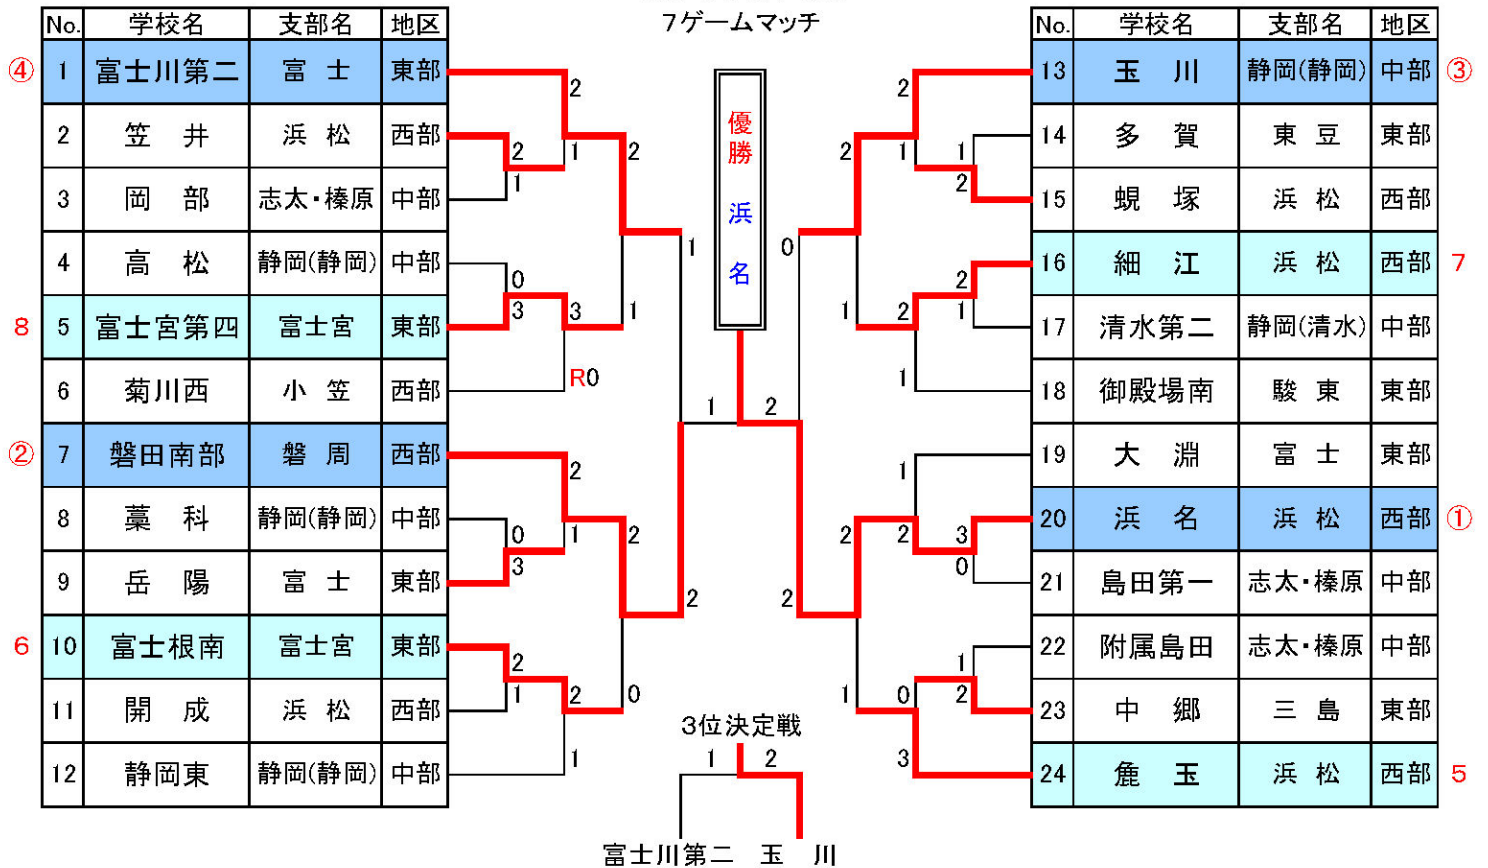 7ゲームマッチ
No. 学校名 支部名 地区
④ 1 富士川第二 富 士 東部
2 笠 井 浜 松 西部
3 岡 部 志太・榛原 中部
4 高 松 静岡(静岡) 中部
8 5 富士宮第四 富士宮 東部
6 菊川西 小 笠 西部
② 7 磐田南部 磐 周 西部
8 藁 科 静岡(静岡) 中部
9 岳 陽 富 士 東部
6 10 富士根南 富士宮 東部
11 開 成 浜 松 西部
12 静岡東 静岡(静岡) 中部
2
2
1
1
2
0
3
3
R0
1
1
2
0
3
1
2
2
1
2
1
0
1
2
1
優勝 浜名
2
0
2
2
1
1
2
2
1
2
1
1
1
2
3
0
2
1
1
2
0
3
No. 学校名 支部名 地区
13 玉 川 静岡(静岡) 中部 ③
14 多 賀 東 豆 東部
15 蜆 塚 浜 松 西部
16 細 江 浜 松 西部 7
17 清水第二 静岡(清水) 中部
18 御殿場南 駿 東 東部
19 大 淵 富 士 東部
20 浜 名 浜 松 西部 ①
21 島田第一 志太・榛原 中部
22 附属島田 志太・榛原 中部
23 中 郷 三 島 東部
24 麁 玉 浜 松 西部 5
3位決定戦
1 2
富士川第二 玉 川